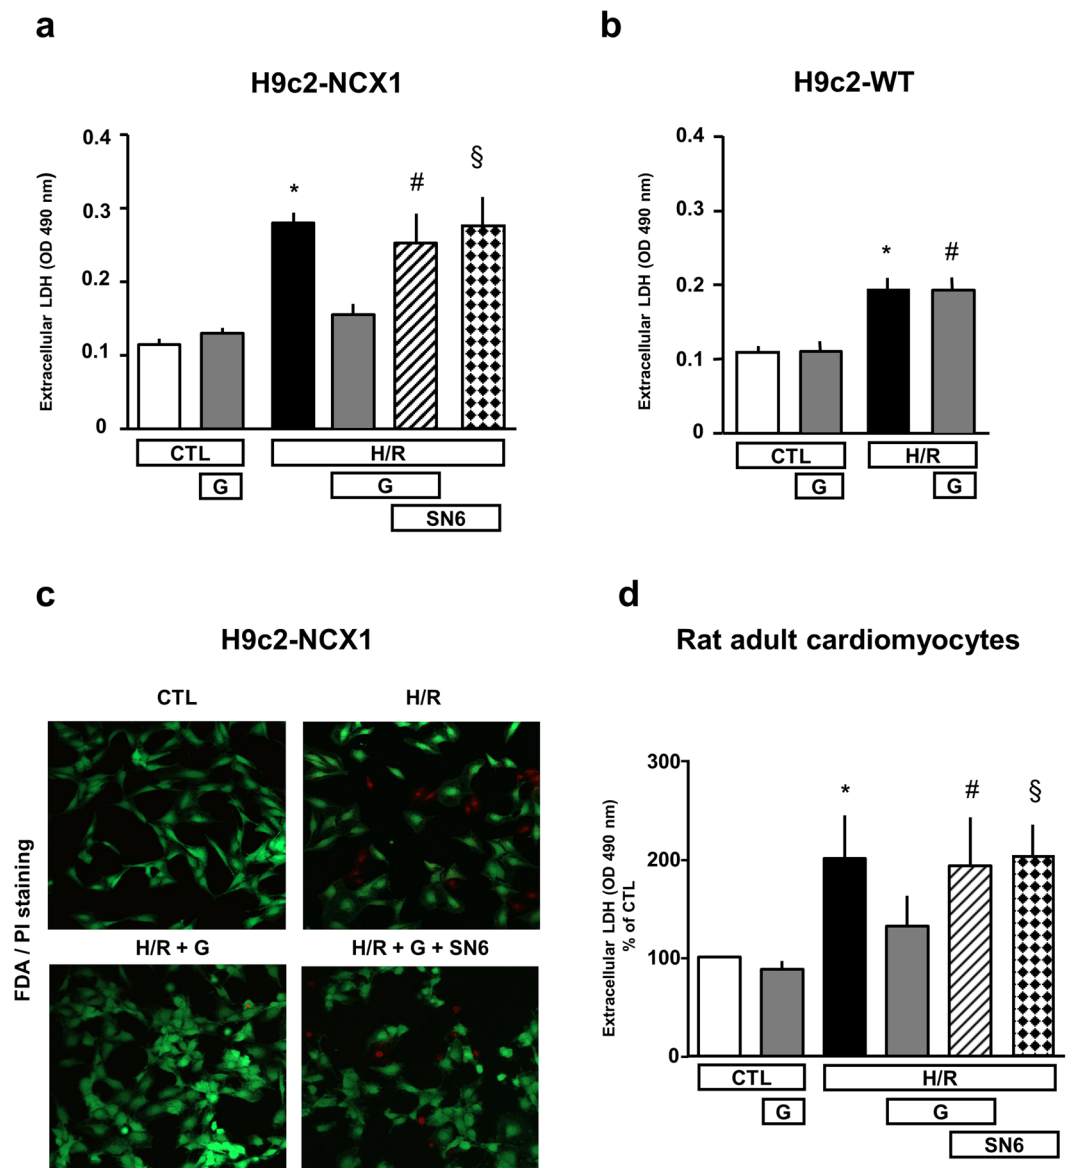 a
H9c2-NCX1
Extracellular LDH (OD 490 nm)
0.4
0.3
0.2
0.1
0
*
#
§
CTL
H/R
G
G
SN6
b
H9c2-WT
Extracellular LDH (OD 490 nm)
0.4
0.3
0.2
0.1
0
*
#
CTL
H/R
G
G
c
H9c2-NCX1
FDA / PI staining
CTL
H/R
H/R + G
H/R + G + SN6
d
Rat adult cardiomyocytes
Extracellular LDH (OD 490 nm)
% of CTL
300
200
100
0
*
#
§
CTL
H/R
G
G
SN6